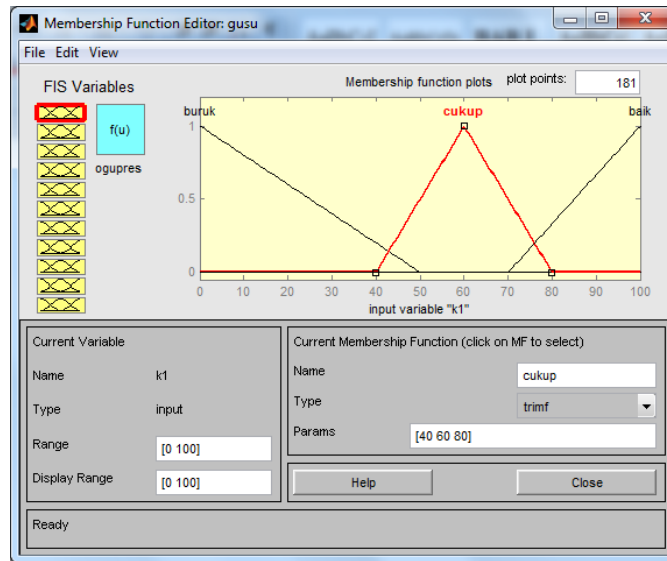 Membership Function Editor: gusu
File Edit View
FIS Variables
f(u)
ogupres
Membership function plots plot points: 181
buruk cukup baik
1
0.5
0
0 10 20 30 40 50 60 70 80 90 100
input variable "k1"
Current Variable
Name k1
Type input
Range [0 100]
Display Range [0 100]
Current Membership Function (click on MF to select)
Name cukup
Type trimf
Params [40 60 80]
Help Close
Ready